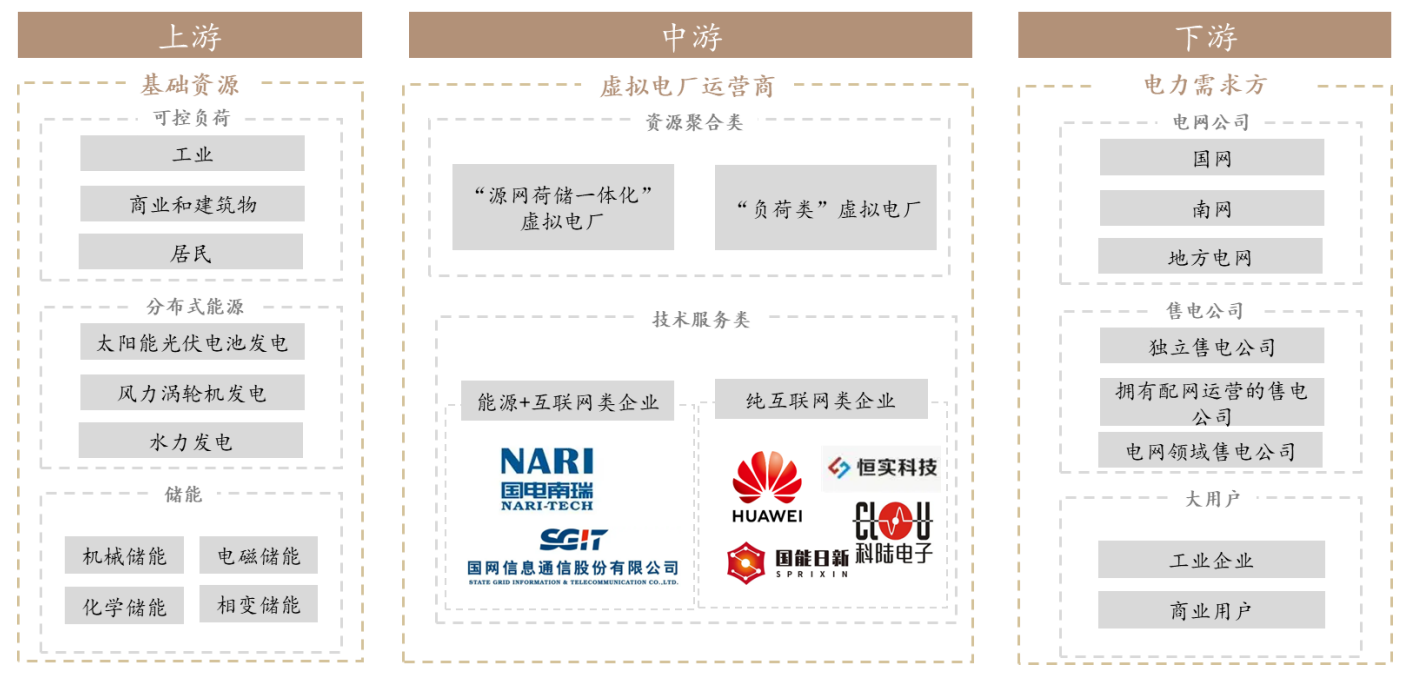 上游
基础资源
可控负荷
工业
商业和建筑物
居民
分布式能源
太阳能光伏电池发电
风力涡轮机发电
水力发电
储能
机械储能
电磁储能
化学储能
相变储能
中游
虚拟电厂运营商
资源聚合类
“源网荷储一体化”
虚拟电厂
“负荷类”虚拟电厂
技术服务类
能源+互联网类企业
NARI
国电南瑞
NARI-TECH
SGIT
国网信息通信股份有限公司
STATE GRID INFORMATION & TELECOMMUNICATION CO.,LTD.
纯互联网类企业
HUAWEI
恒实科技
CLOU
科陆电子
国能日新
SPRIXIN
下游
电力需求方
电网公司
国网
南网
地方电网
售电公司
独立售电公司
拥有配网运营的售电
公司
电网领域售电公司
大用户
工业企业
商业用户